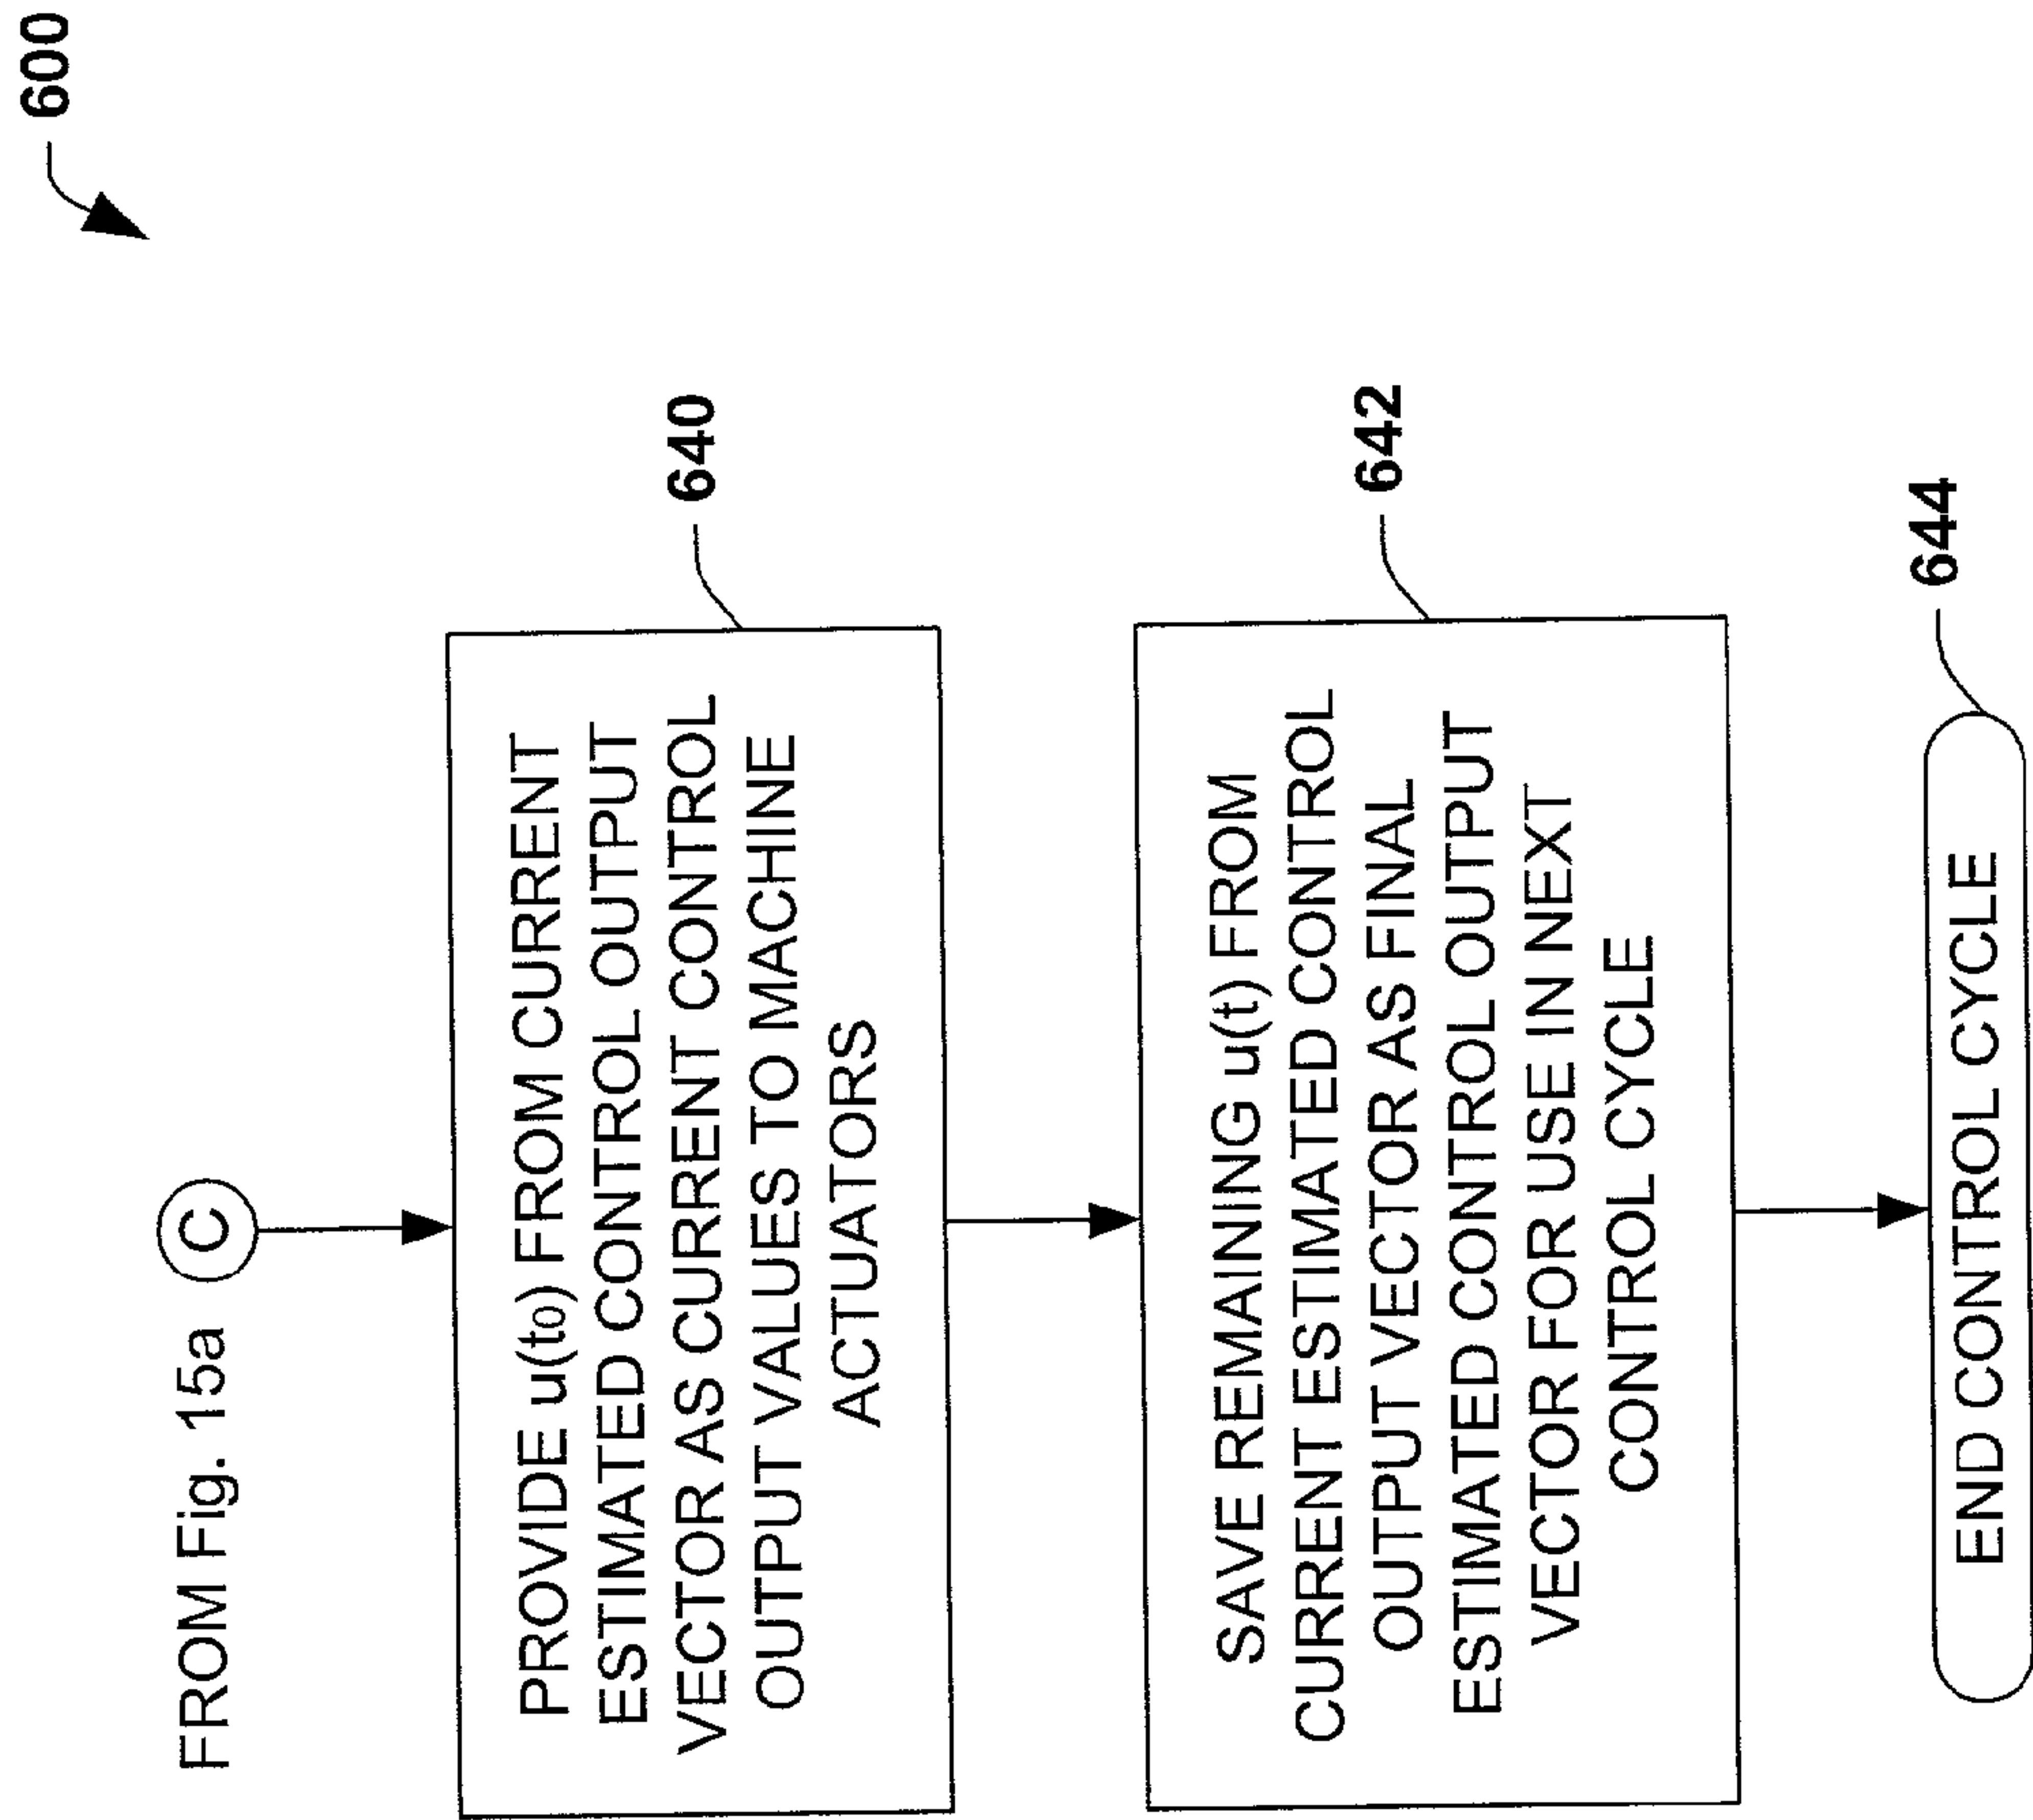 600
FROM Fig. 15a C
PROVIDE u(t0) FROM CURRENT
ESTIMATED CONTROL OUTPUT
VECTOR AS CURRENT CONTROL
OUTPUT VALUES TO MACHINE
ACTUATORS
640
SAVE REMAINING u(t) FROM
CURRENT ESTIMATED CONTROL
OUTPUT VECTOR AS FINAL
ESTIMATED CONTROL OUTPUT
VECTOR FOR USE IN NEXT
CONTROL CYCLE
642
END CONTROL CYCLE
644